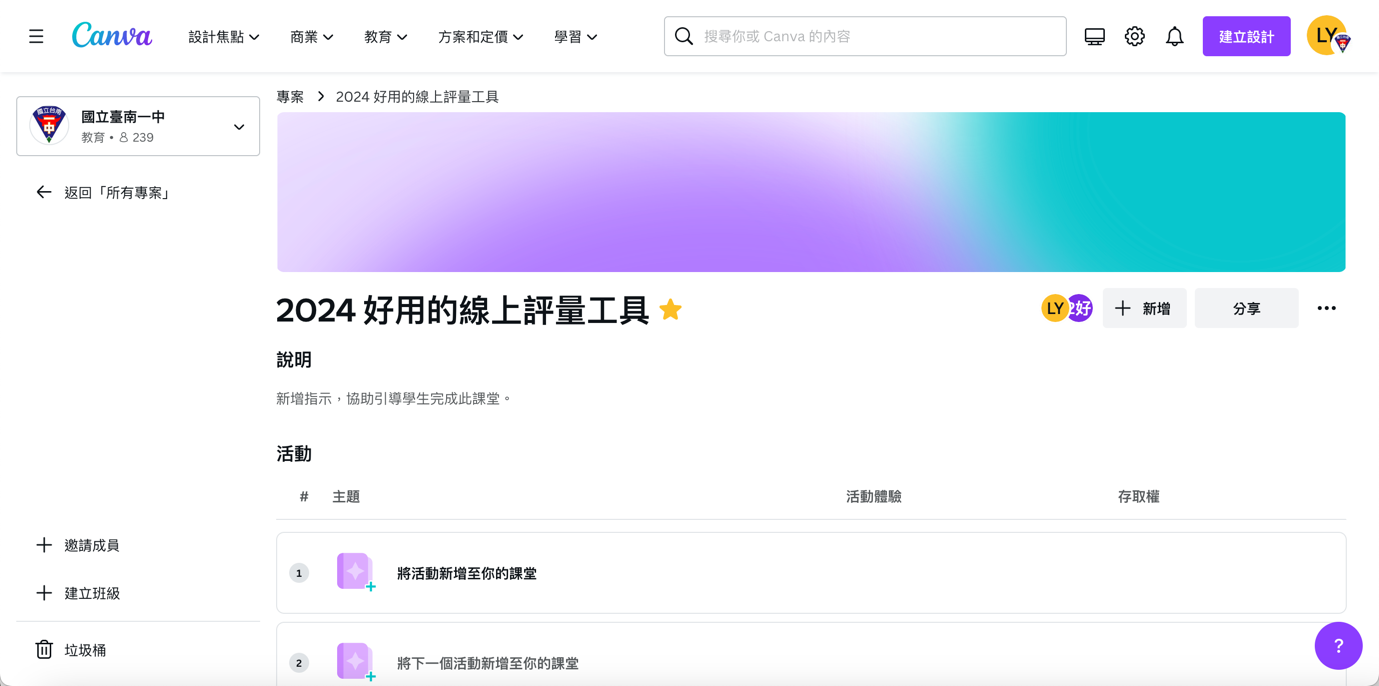 Canva
設計焦點
商業
教育
方案和定價
學習
搜尋你或 Canva 的內容
建立設計
LY
國立臺南一中
教育 • 239
返回「所有專案」
專案 > 2024 好用的線上評量工具
2024 好用的線上評量工具
LY
2好
新增
分享
說明
新增指示，協助引導學生完成此課堂。
活動
# 主題 活動體驗 存取權
1 將活動新增至你的課堂
2 將下一個活動新增至你的課堂
邀請成員
建立班級
垃圾桶
?